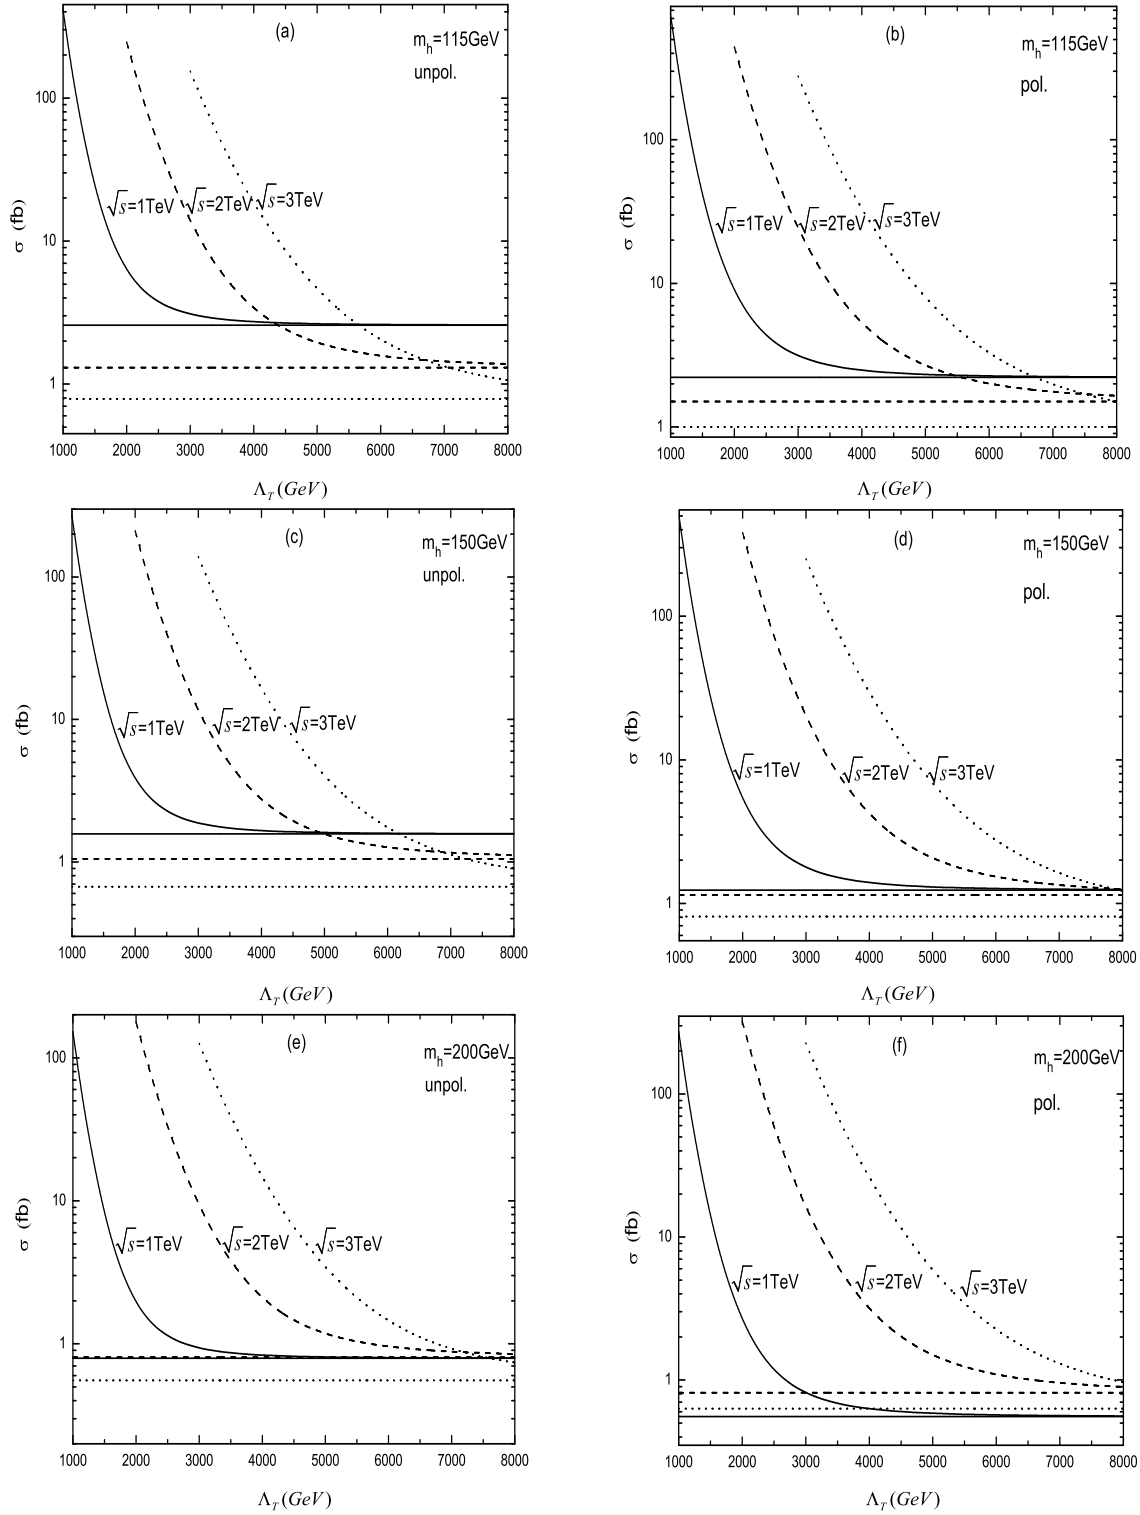 (a)
m_h=115GeV
unpol.
100
10
1
σ (fb)
√s=1TeV √s=2TeV √s=3TeV
1000 2000 3000 4000 5000 6000 7000 8000
Λ_T (GeV)
(b)
m_h=115GeV
pol.
100
10
1
σ (fb)
√s=1TeV √s=2TeV √s=3TeV
1000 2000 3000 4000 5000 6000 7000 8000
Λ_T (GeV)
(c)
m_h=150GeV
unpol.
100
10
1
σ (fb)
√s=1TeV √s=2TeV √s=3TeV
1000 2000 3000 4000 5000 6000 7000 8000
Λ_T (GeV)
(d)
m_h=150GeV
pol.
100
10
1
σ (fb)
√s=1TeV √s=2TeV √s=3TeV
1000 2000 3000 4000 5000 6000 7000 8000
Λ_T (GeV)
(e)
m_h=200GeV
unpol.
100
10
1
σ (fb)
√s=1TeV √s=2TeV √s=3TeV
1000 2000 3000 4000 5000 6000 7000 8000
Λ_T (GeV)
(f)
m_h=200GeV
pol.
100
10
1
σ (fb)
√s=1TeV √s=2TeV √s=3TeV
1000 2000 3000 4000 5000 6000 7000 8000
Λ_T (GeV)